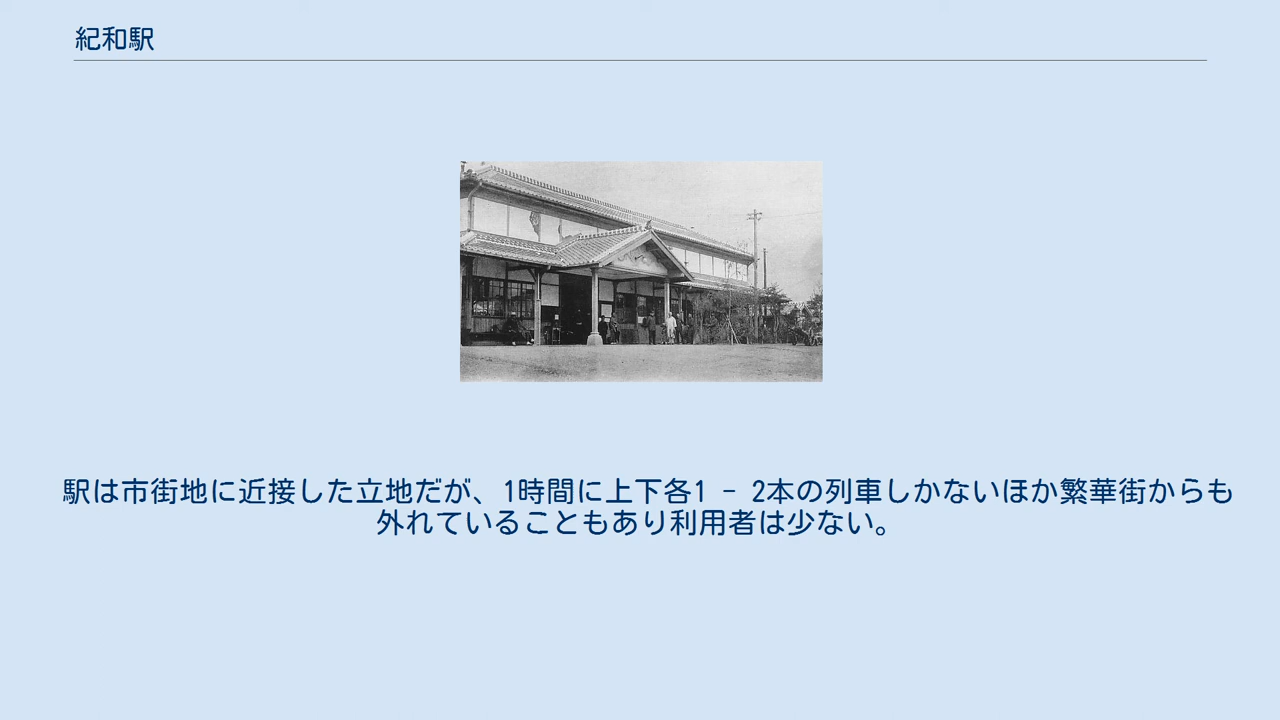 紀和駅
駅は市街地に近接した立地だが、1時間に上下各1 - 2本の列車しかないほか繁華街からも
外れていることもあり利用者は少ない。